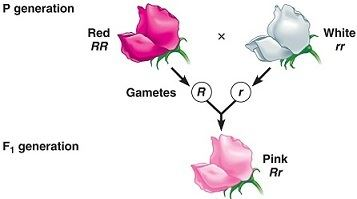 P generation
Red
RR
×
White
rr
Gametes
R
r
F₁ generation
Pink
Rr